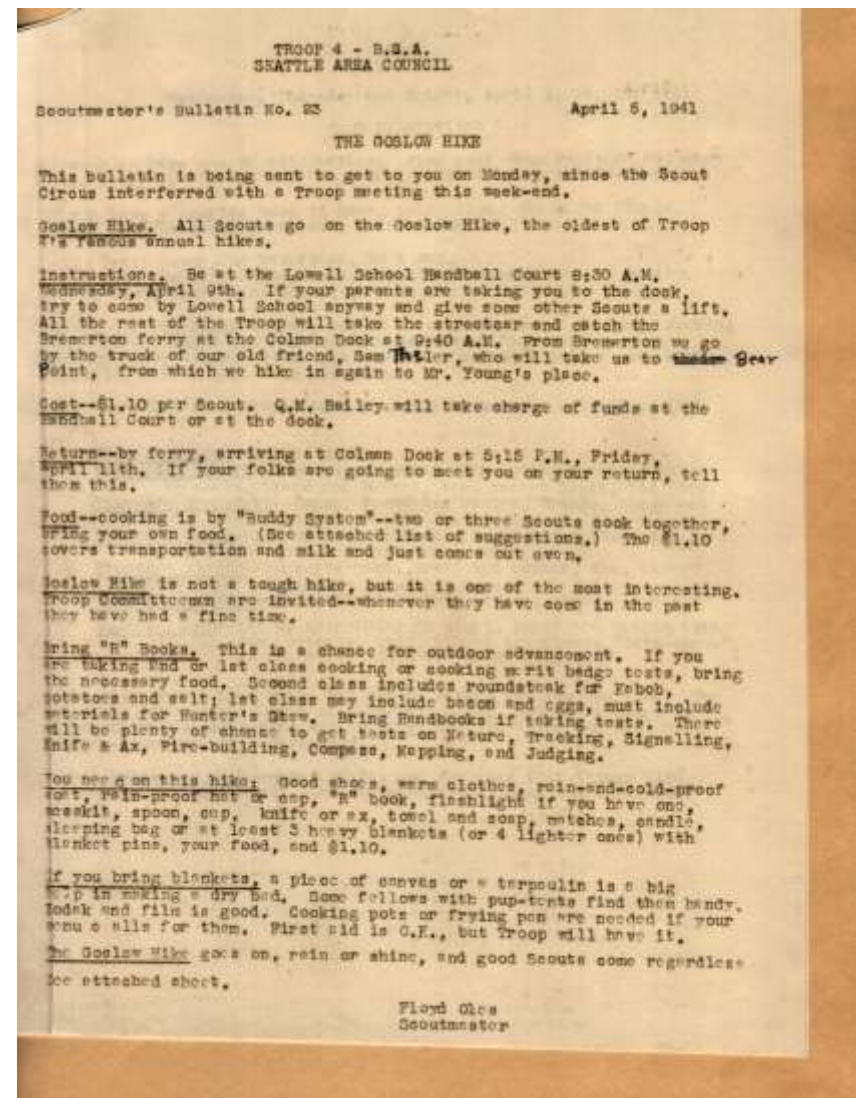 TROOP 4 - B.S.A.
SEATTLE AREA COUNCIL
Scoutmaster's Bulletin No. 23 April 5, 1941
THE GOSLOW HIKE
This bulletin is being sent to get to you on Monday, since the Scout
Circus interferred with a Troop meeting this week-end.
Goslow Hike. All Scouts go on the Goslow Hike, the oldest of Troop
4's famous annual hikes.
Instructions. Be at the Lowell School Handball Court 8:30 A.M.
Wednesday, April 9th. If your parents are taking you to the dock,
try to come by Lowell School anyway and give some other Scouts a lift.
All the rest of the Troop will take the streetcar and catch the
Bremerton ferry at the Colman Dock at 9:40 A.M. From Bremerton we go
by the truck of our old friend, Sam who will take us to Bear
Point, from which we hike in again to Mr. Young's place.
Cost--$1.10 per Scout. Q.M. Bailey will take charge of funds at the
Handball Court or at the dock.
Return--by ferry, arriving at Colman Dock at 5:15 P.M., Friday,
April 11th. If your folks are going to meet you on your return, tell
them this.
Food--cooking is by "Buddy System"--two or three Scouts cook together,
bring your own food. (See attached list of suggestions.) The $1.10
covers transportation and milk and just comes out even.
Goslow Hike is not a tough hike, but it is one of the most interesting.
Troop Committeemen are invited--whenever they have come in the past
they have had a fine time.
Bring "R" Books. This is a chance for outdoor advancement. If you
are taking 2nd or 1st class cooking or cooking merit badge tests, bring
the necessary food. Second class includes roundsteak for Kabob,
potatoes and salt; 1st class may include bacon and eggs, must include
materials for Hunter's Stew. Bring Handbooks if taking tests. There
will be plenty of chance to get tests on Nature, Tracking, Signalling,
Knife & Ax, Fire-building, Compass, Mapping, and Judging.
You need on this hike: Good shoes, warm clothes, rain-and-cold-proof
coat, rain-proof hat or cap, "R" book, flashlight if you have one,
messkit, spoon, cup, knife or ax, towel and soap, matches, candle,
sleeping bag or at least 3 heavy blankets (or 4 lighter ones) with
blanket pins, your food, and $1.10.
If you bring blankets, a piece of canvas or a tarpaulin is a big
help in making a dry bed. Some fellows with pup-tents find them handy.
Kodak and film is good. Cooking pots or frying pan are needed if your
menu calls for them. First aid is O.K., but Troop will have it.
The Goslow Hike goes on, rain or shine, and good Scouts come regardless
See attached sheet.
Floyd Oles
Scoutmaster